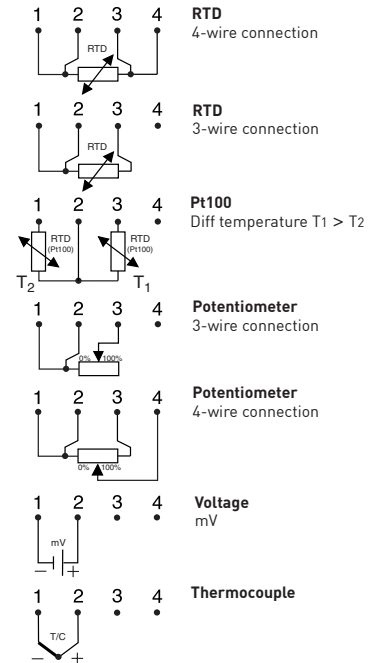 1 2 3 4 RTD
4-wire connection
RTD
1 2 3 4 RTD
3-wire connection
RTD
1 2 3 4 Pt100
Diff temperature T1 > T2
RTD RTD
(Pt100) (Pt100)
T2 T1
1 2 3 4 Potentiometer
3-wire connection
0% 100%
1 2 3 4 Potentiometer
4-wire connection
0% 100%
1 2 3 4 Voltage
mV
mV
− +
1 2 3 4 Thermocouple
T/C
− +